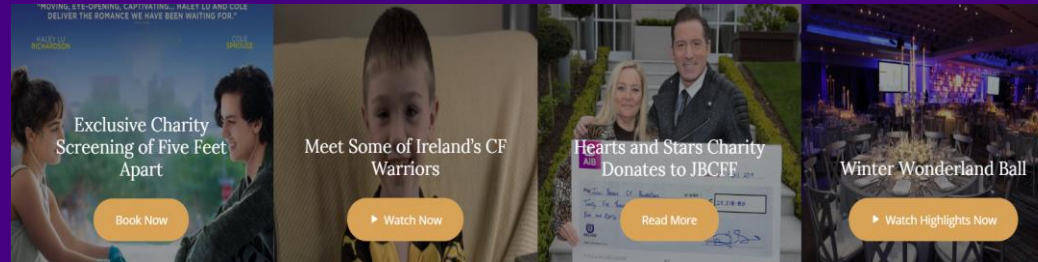 "MOVING, EYE-OPENING, CAPTIVATING... HALEY LU AND COLE
DELIVER THE ROMANCE WE HAVE BEEN WAITING FOR."
HALEY LU
RICHARDSON
COLE
SPROUSE
Exclusive Charity
Screening of Five Feet
Apart
Book Now
Meet Some of Ireland's CF
Warriors
Watch Now
Hearts and Stars Charity
Donates to JBCFF
AIB
Read More
Winter Wonderland Ball
Watch Highlights Now